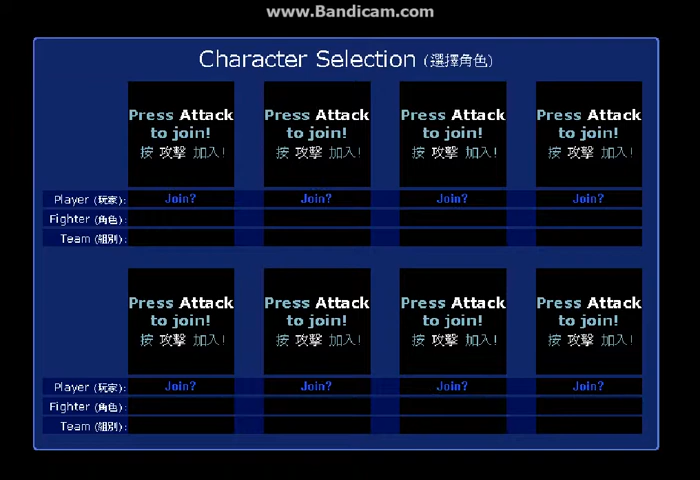 www.Bandicam.com
Character Selection (選擇角色)
Press Attack Press Attack Press Attack Press Attack
to join! to join! to join! to join!
按 攻擊 加入! 按 攻擊 加入! 按 攻擊 加入! 按 攻擊 加入!
Player (玩家): Join? Join? Join? Join?
Fighter (角色):
Team (組別):
Press Attack Press Attack Press Attack Press Attack
to join! to join! to join! to join!
按 攻擊 加入! 按 攻擊 加入! 按 攻擊 加入! 按 攻擊 加入!
Player (玩家): Join? Join? Join? Join?
Fighter (角色):
Team (組別):